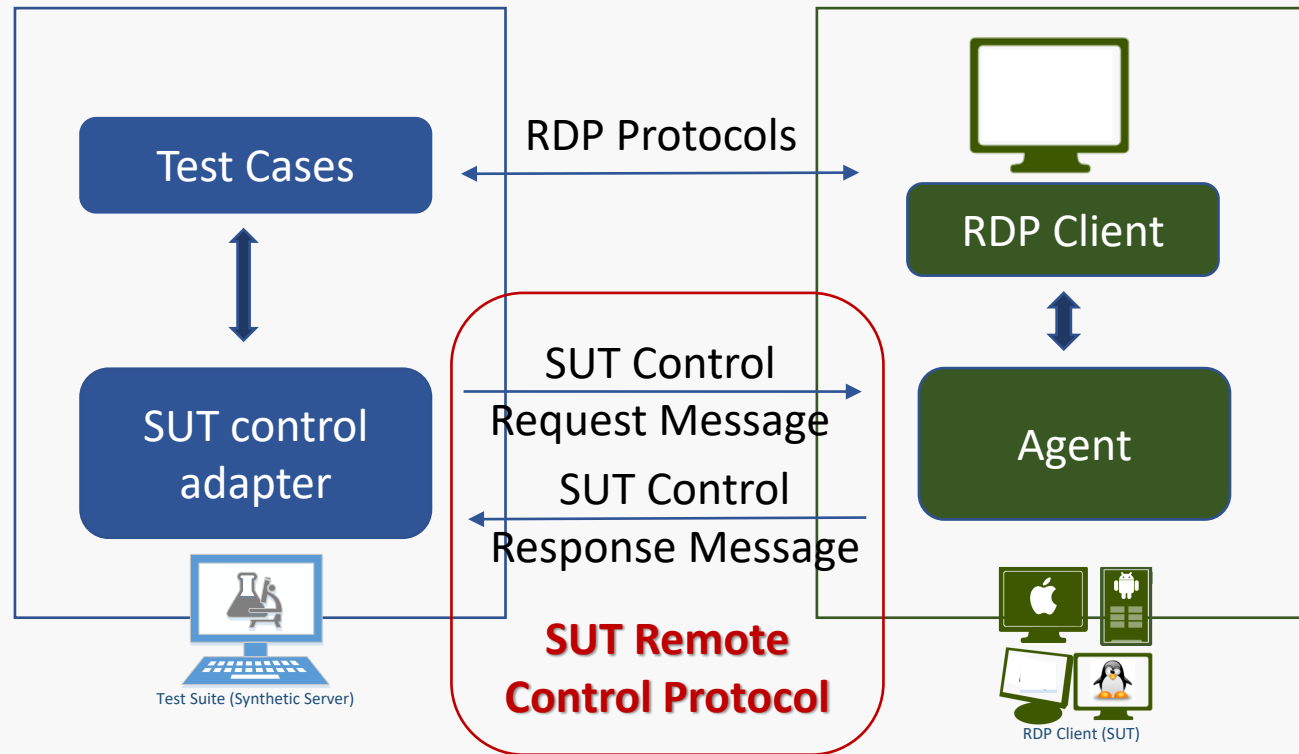 RDP Protocols
Test Cases
RDP Client
SUT Control
Request Message
SUT control
adapter
Agent
SUT Control
Response Message
SUT Remote
Control Protocol
Test Suite (Synthetic Server)
RDP Client (SUT)